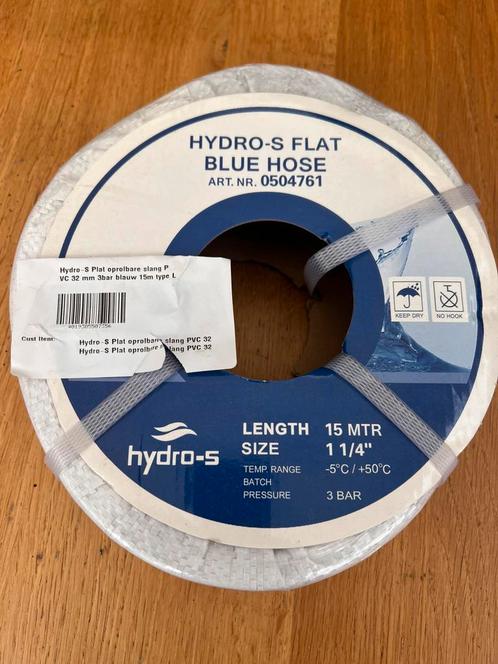 HYDRO-S FLAT
BLUE HOSE
ART. NR. 0504761
Hydro-S Plat oprolbare slang P
VC 32 mm 3bar blauw 15m type L
Cust Item:
Hydro-S Plat oprolbare slang PVC 32
Hydro-S Plat oprolbare slang PVC 32
KEEP DRY
NO HOOK
hydro-s
LENGTH 15 MTR
SIZE 1 1/4"
TEMP. RANGE -5°C / +50°C
BATCH
PRESSURE 3 BAR